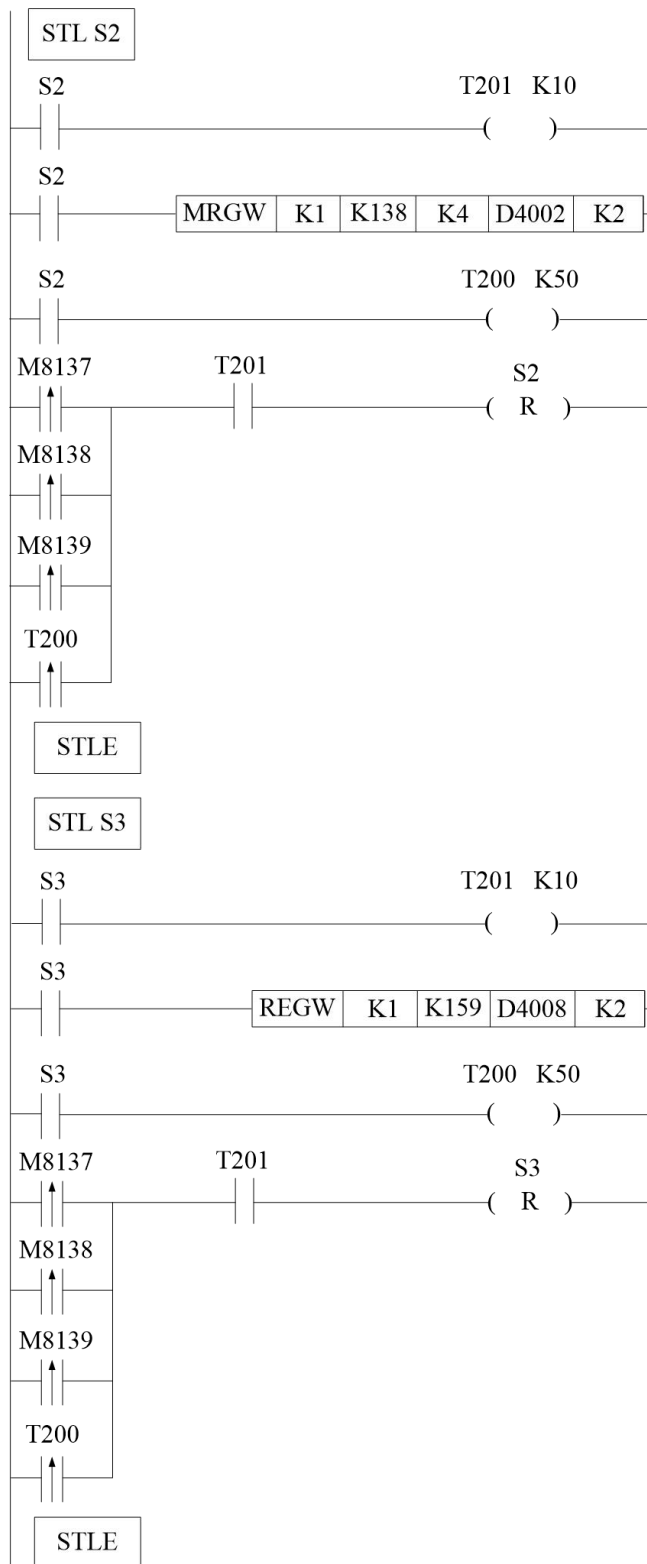 STL S2
S2 T201 K10
S2 MRGW K1 K138 K4 D4002 K2
S2 T200 K50
M8137 T201 S2
R
M8138
M8139
T200
STLE
STL S3
S3 T201 K10
S3 REGW K1 K159 D4008 K2
S3 T200 K50
M8137 T201 S3
R
M8138
M8139
T200
STLE